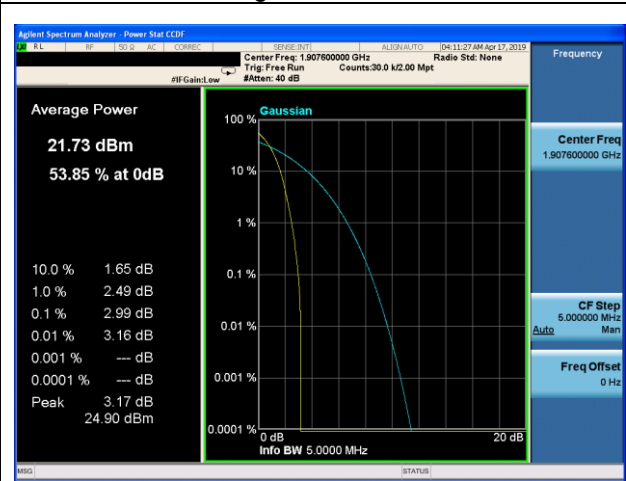 Agilent Spectrum Analyzer - Power Stat CCDF
RL RF 50 Ω AC CORREC SENSE:INT ALIGN AUTO 04:11:27 AM Apr 17, 2019
Center Freq: 1.907600000 GHz Radio Std: None
Trig: Free Run Counts:30.0 k/2.00 Mpt
#IFGain:Low #Atten: 40 dB
Frequency
Average Power
21.73 dBm
53.85 % at 0dB
10.0 % 1.65 dB
1.0 % 2.49 dB
0.1 % 2.99 dB
0.01 % 3.16 dB
0.001 % --- dB
0.0001 % --- dB
Peak 3.17 dB
24.90 dBm
Gaussian
100 %
10 %
1 %
0.1 %
0.01 %
0.001 %
0.0001 %
0 dB 20 dB
Info BW 5.0000 MHz
Center Freq
1.907600000 GHz
CF Step
5.000000 MHz
Auto Man
Freq Offset
0 Hz
MSG STATUS